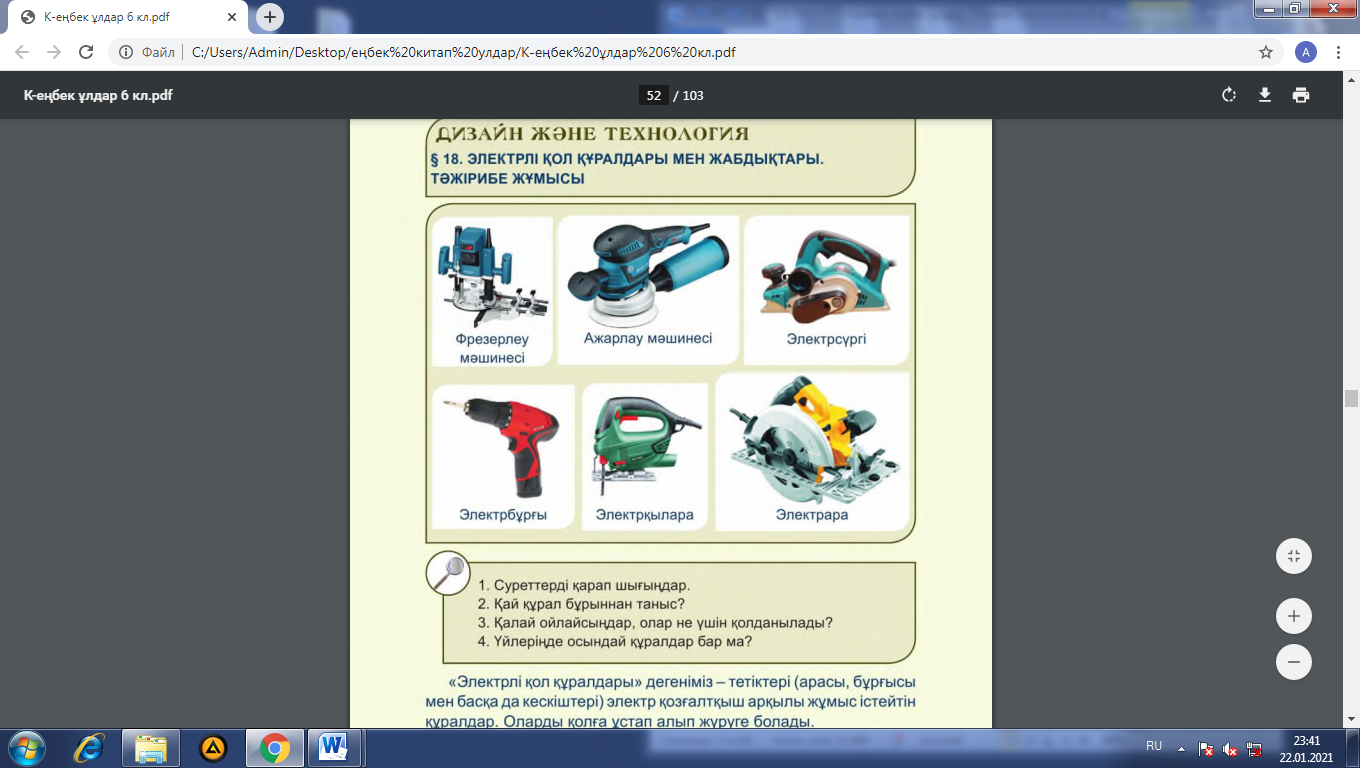 К-еңбек ұлдар 6 кл.pdf
Файл
C:/Users/Admin/Desktop/еңбек%20китап%20улдар/К-еңбек%20ұлдар%206%20кл.pdf
А
К-еңбек ұлдар 6 кл.pdf
52 / 103
ДИЗАЙН ЖӘНЕ ТЕХНОЛОГИЯ
§ 18. ЭЛЕКТРЛІ ҚОЛ ҚҰРАЛДАРЫ МЕН ЖАБДЫҚТАРЫ.
ТӘЖІРИБЕ ЖҰМЫСЫ
Фрезерлеу
мәшинесі
Ажарлау мәшинесі
Электрсүргі
Электрбұрғы
Электрқылара
Электрара
1. Суреттерді қарап шығыңдар.
2. Қай құрал бұрыннан таныс?
3. Қалай ойлайсыңдар, олар не үшін қолданылады?
4. Үйлеріңде осындай құралдар бар ма?
«Электрлі қол құралдары» дегеніміз – тетіктері (арасы, бұрғысы
мен басқа да кескіштері) электр қозғалтқыш арқылы жұмыс істейтін
құралдар. Оларды қолға ұстап алып жүруге болады.
RU
23:41
22.01.2021